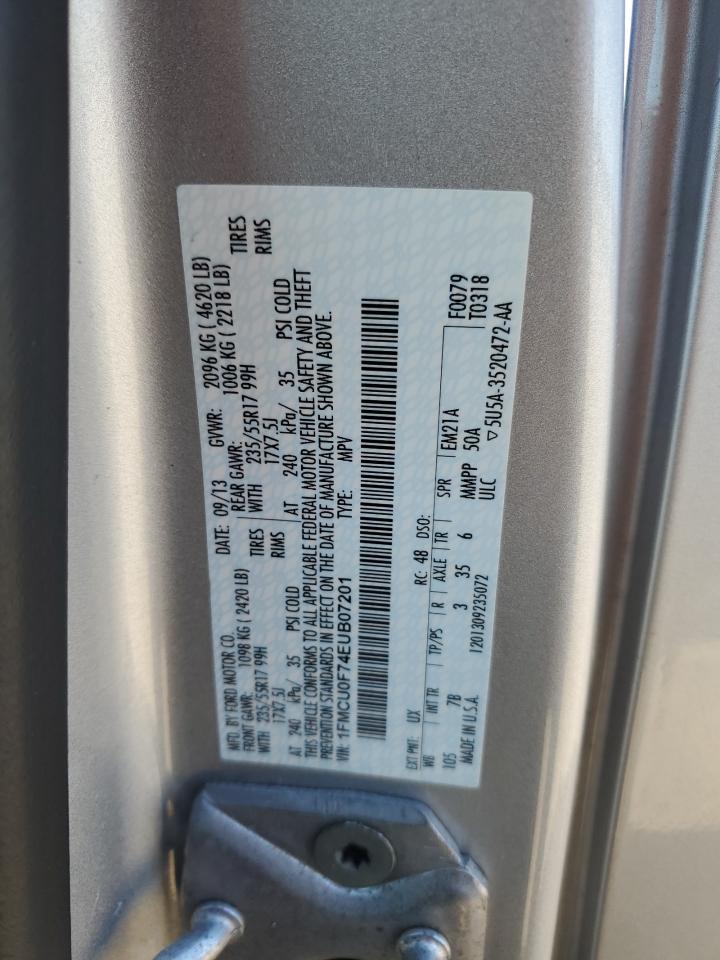 MFD. BY FORD MOTOR CO.
DATE: 09/13 GVWR: 2096 KG ( 4620 LB)
FRONT GAWR: 1098 KG ( 2420 LB) REAR GAWR: 1006 KG ( 2218 LB)
WITH 235/55R17 99H TIRES WITH 235/55R17 99H TIRES
17X7.5J RIMS 17X7.5J RIMS
AT 240 kPa/ 35 PSI COLD AT 240 kPa/ 35 PSI COLD
THIS VEHICLE CONFORMS TO ALL APPLICABLE FEDERAL MOTOR VEHICLE SAFETY AND THEFT
PREVENTION STANDARDS IN EFFECT ON THE DATE OF MANUFACTURE SHOWN ABOVE.
VIN: 1FMCU0F74EUB07201 TYPE: MPV
EXT PNT: UX RC: 48 DSO: F0079
WB INT TR TP/PS R AXLE TR SPR EM21A T0318
105 7B 3 35 6 MMPP 50A
MADE IN U.S.A. 1201309235072 ULC ▽5U5A-3520472-AA